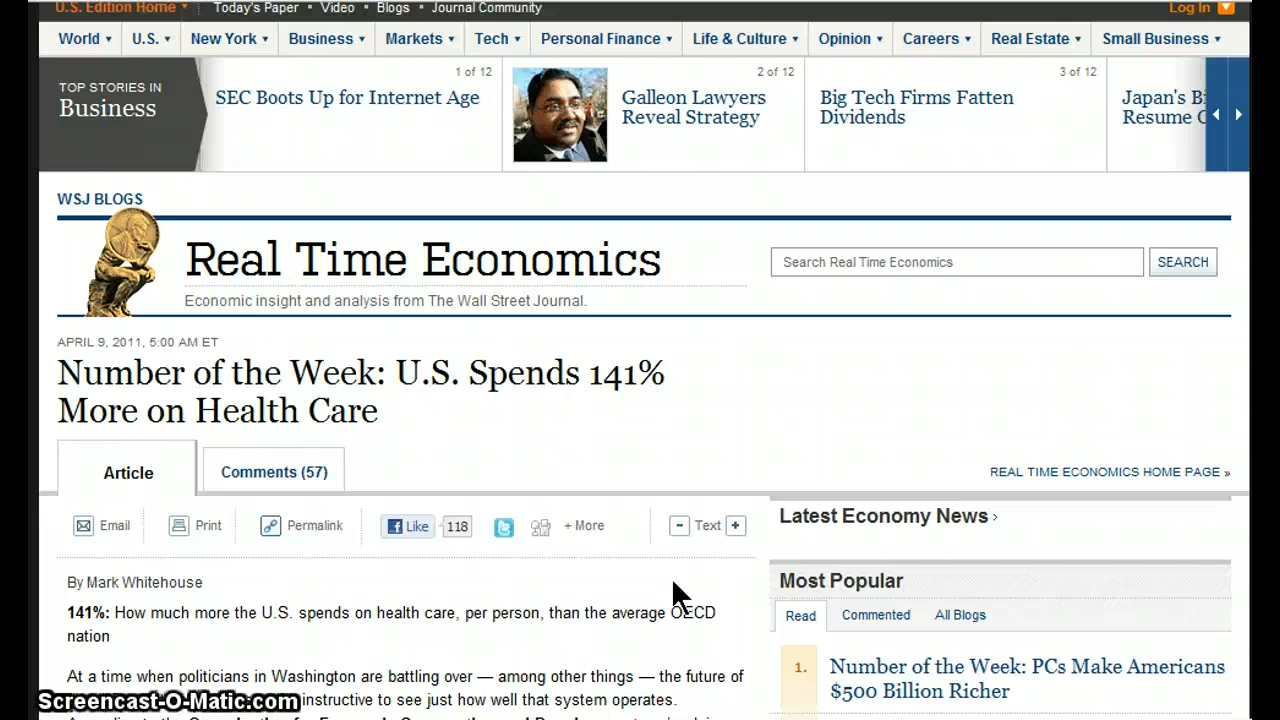 U.S. Edition Home Today's Paper • Video • Blogs • Journal Community Log In
World U.S. New York Business Markets Tech Personal Finance Life & Culture Opinion Careers Real Estate Small Business
TOP STORIES IN
Business
1 of 12
SEC Boots Up for Internet Age
2 of 12
Galleon Lawyers
Reveal Strategy
3 of 12
Big Tech Firms Fatten
Dividends
Japan's
Resume
WSJ BLOGS
Real Time Economics
Economic insight and analysis from The Wall Street Journal.
Search Real Time Economics SEARCH
APRIL 9, 2011, 5:00 AM ET
Number of the Week: U.S. Spends 141%
More on Health Care
Article Comments (57)
REAL TIME ECONOMICS HOME PAGE »
Email Print Permalink Like 118 + More - Text +
By Mark Whitehouse
141%: How much more the U.S. spends on health care, per person, than the average OECD
nation
At a time when politicians in Washington are battling over — among other things — the future of
instructive to see just how well that system operates.
Latest Economy News ›
Most Popular
Read Commented All Blogs
1. Number of the Week: PCs Make Americans
$500 Billion Richer
Screencast-O-Matic.com